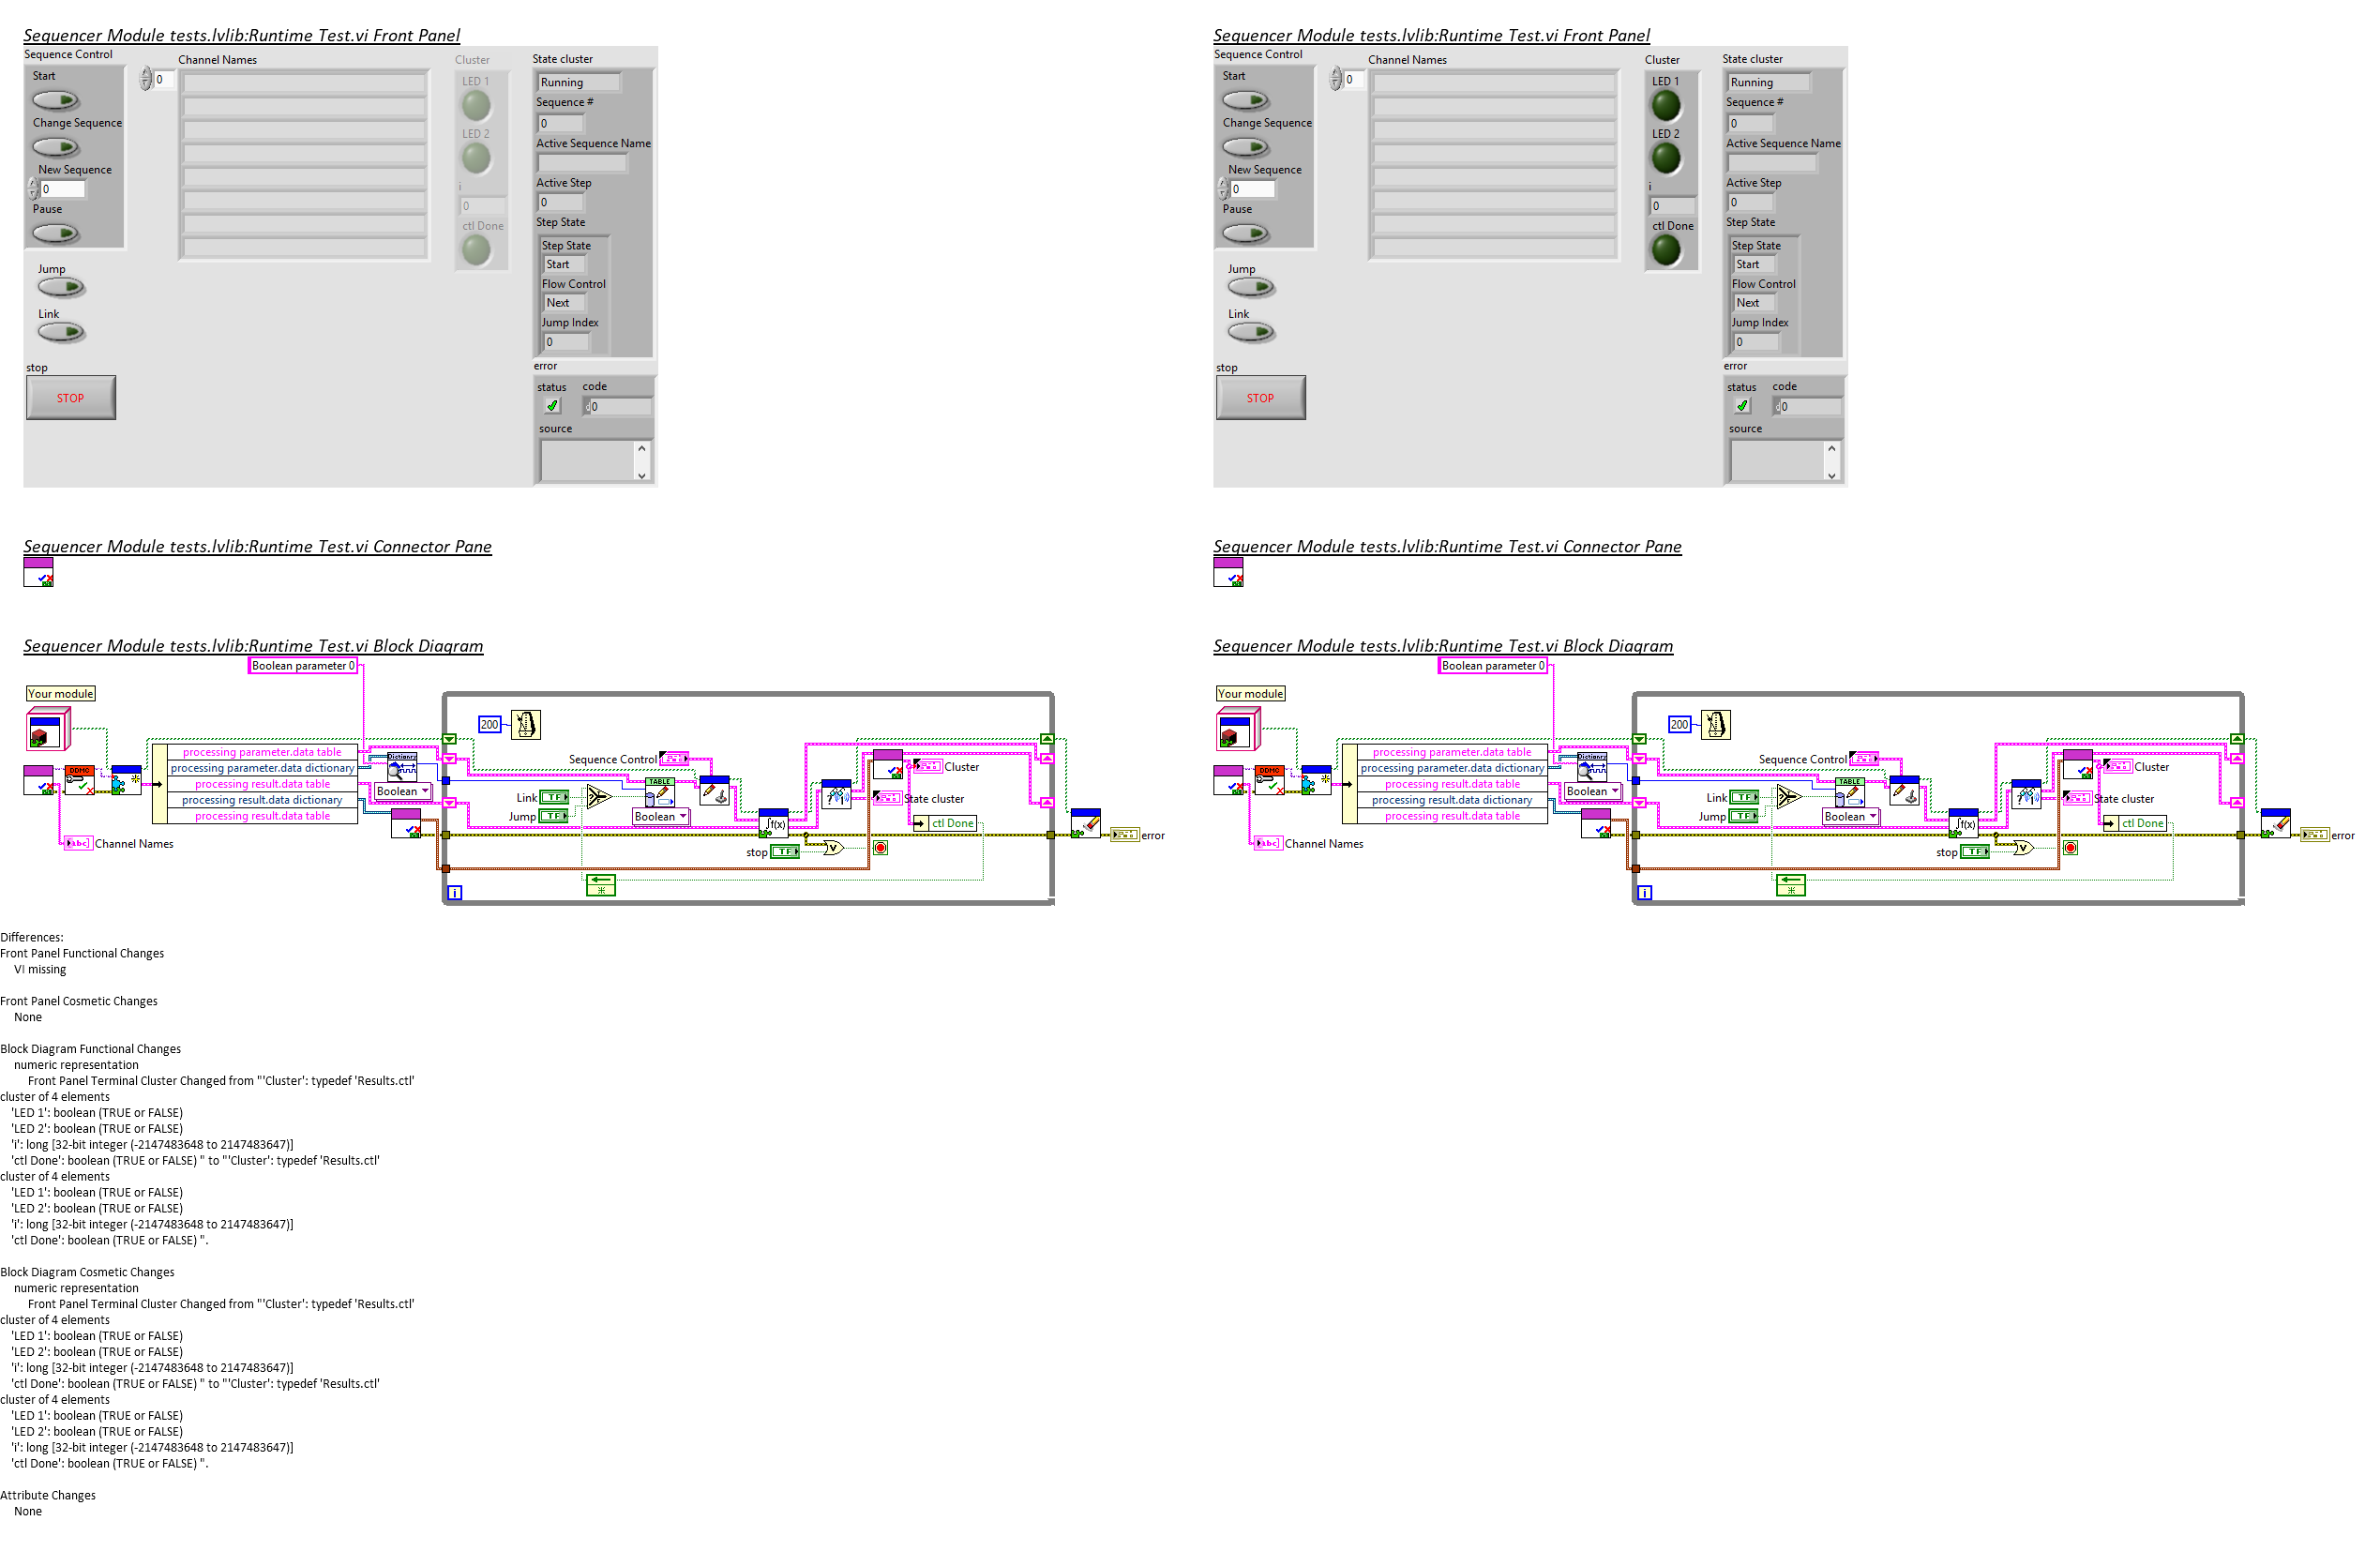 Sequencer Module tests.lvlib:Runtime Test.vi Front Panel
Sequence Control
Start
Change Sequence
New Sequence
0
Pause
Jump
Link
stop
STOP
0
Channel Names
Cluster
LED 1
LED 2
i
0
ctl Done
State cluster
Running
Sequence #
0
Active Sequence Name
Active Step
0
Step State
Step State
Start
Flow Control
Next
Jump Index
0
error
status code
d 0
source
Sequencer Module tests.lvlib:Runtime Test.vi Connector Pane
Sequencer Module tests.lvlib:Runtime Test.vi Block Diagram
Boolean parameter 0
Your module
DDMC
processing parameter.data table
processing parameter.data dictionary
processing result.data table
processing result.data dictionary
processing result.data table
Channel Names
abc
Dictionary
Boolean
200
Sequence Control
Link TF
Jump TF
TABLE
Boolean
f(x)
stop TF
V
Cluster
State cluster
ctl Done
i
error
Sequencer Module tests.lvlib:Runtime Test.vi Front Panel
Sequence Control
Start
Change Sequence
New Sequence
0
Pause
Jump
Link
stop
STOP
0
Channel Names
Cluster
LED 1
LED 2
i
0
ctl Done
State cluster
Running
Sequence #
0
Active Sequence Name
Active Step
0
Step State
Step State
Start
Flow Control
Next
Jump Index
0
error
status code
d 0
source
Sequencer Module tests.lvlib:Runtime Test.vi Connector Pane
Sequencer Module tests.lvlib:Runtime Test.vi Block Diagram
Boolean parameter 0
Your module
DDMC
processing parameter.data table
processing parameter.data dictionary
processing result.data table
processing result.data dictionary
processing result.data table
Channel Names
abc
Dictionary
Boolean
200
Sequence Control
Link TF
Jump TF
TABLE
Boolean
f(x)
stop TF
V
Cluster
State cluster
ctl Done
i
error
Differences:
Front Panel Functional Changes
VI missing
Front Panel Cosmetic Changes
None
Block Diagram Functional Changes
numeric representation
Front Panel Terminal Cluster Changed from "'Cluster': typedef 'Results.ctl'
cluster of 4 elements
'LED 1': boolean (TRUE or FALSE)
'LED 2': boolean (TRUE or FALSE)
'i': long [32-bit integer (-2147483648 to 2147483647)]
'ctl Done': boolean (TRUE or FALSE) " to "'Cluster': typedef 'Results.ctl'
cluster of 4 elements
'LED 1': boolean (TRUE or FALSE)
'LED 2': boolean (TRUE or FALSE)
'i': long [32-bit integer (-2147483648 to 2147483647)]
'ctl Done': boolean (TRUE or FALSE) ".
Block Diagram Cosmetic Changes
numeric representation
Front Panel Terminal Cluster Changed from "'Cluster': typedef 'Results.ctl'
cluster of 4 elements
'LED 1': boolean (TRUE or FALSE)
'LED 2': boolean (TRUE or FALSE)
'i': long [32-bit integer (-2147483648 to 2147483647)]
'ctl Done': boolean (TRUE or FALSE) " to "'Cluster': typedef 'Results.ctl'
cluster of 4 elements
'LED 1': boolean (TRUE or FALSE)
'LED 2': boolean (TRUE or FALSE)
'i': long [32-bit integer (-2147483648 to 2147483647)]
'ctl Done': boolean (TRUE or FALSE) ".
Attribute Changes
None